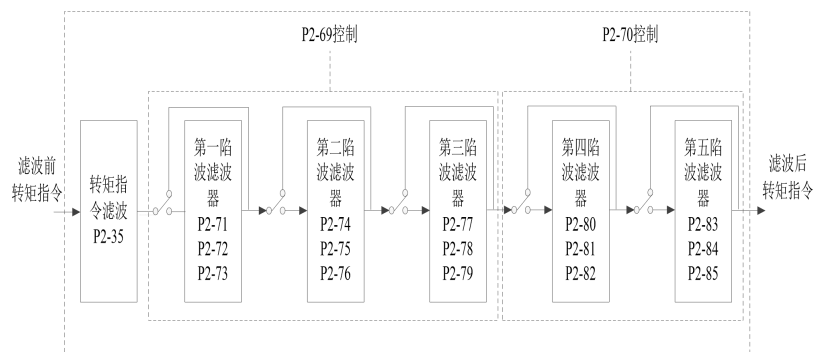 P2-69控制
P2-70控制
滤波前
转矩指令
转矩指
令滤波
P2-35
第一陷
波滤波
器
P2-71
P2-72
P2-73
第二陷
波滤波
器
P2-74
P2-75
P2-76
第三陷
波滤波
器
P2-77
P2-78
P2-79
第四陷
波滤波
器
P2-80
P2-81
P2-82
第五陷
波滤波
器
P2-83
P2-84
P2-85
滤波后
转矩指令